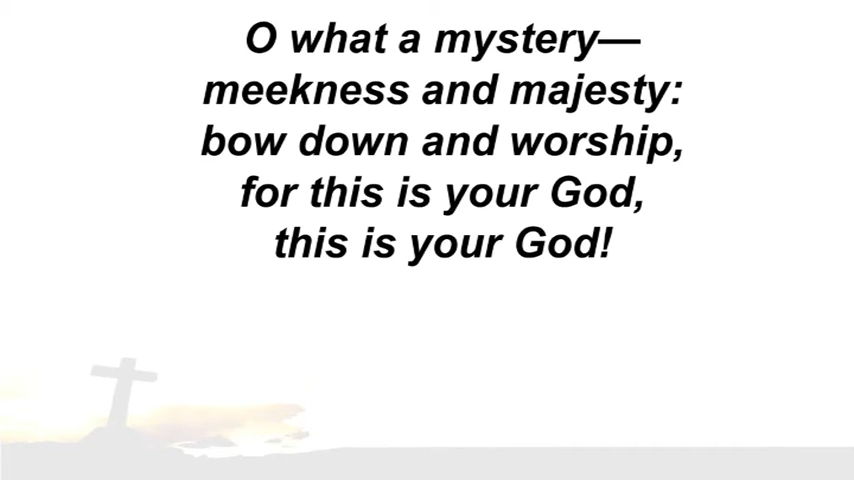 O what a mystery—
meekness and majesty:
bow down and worship,
for this is your God,
this is your God!